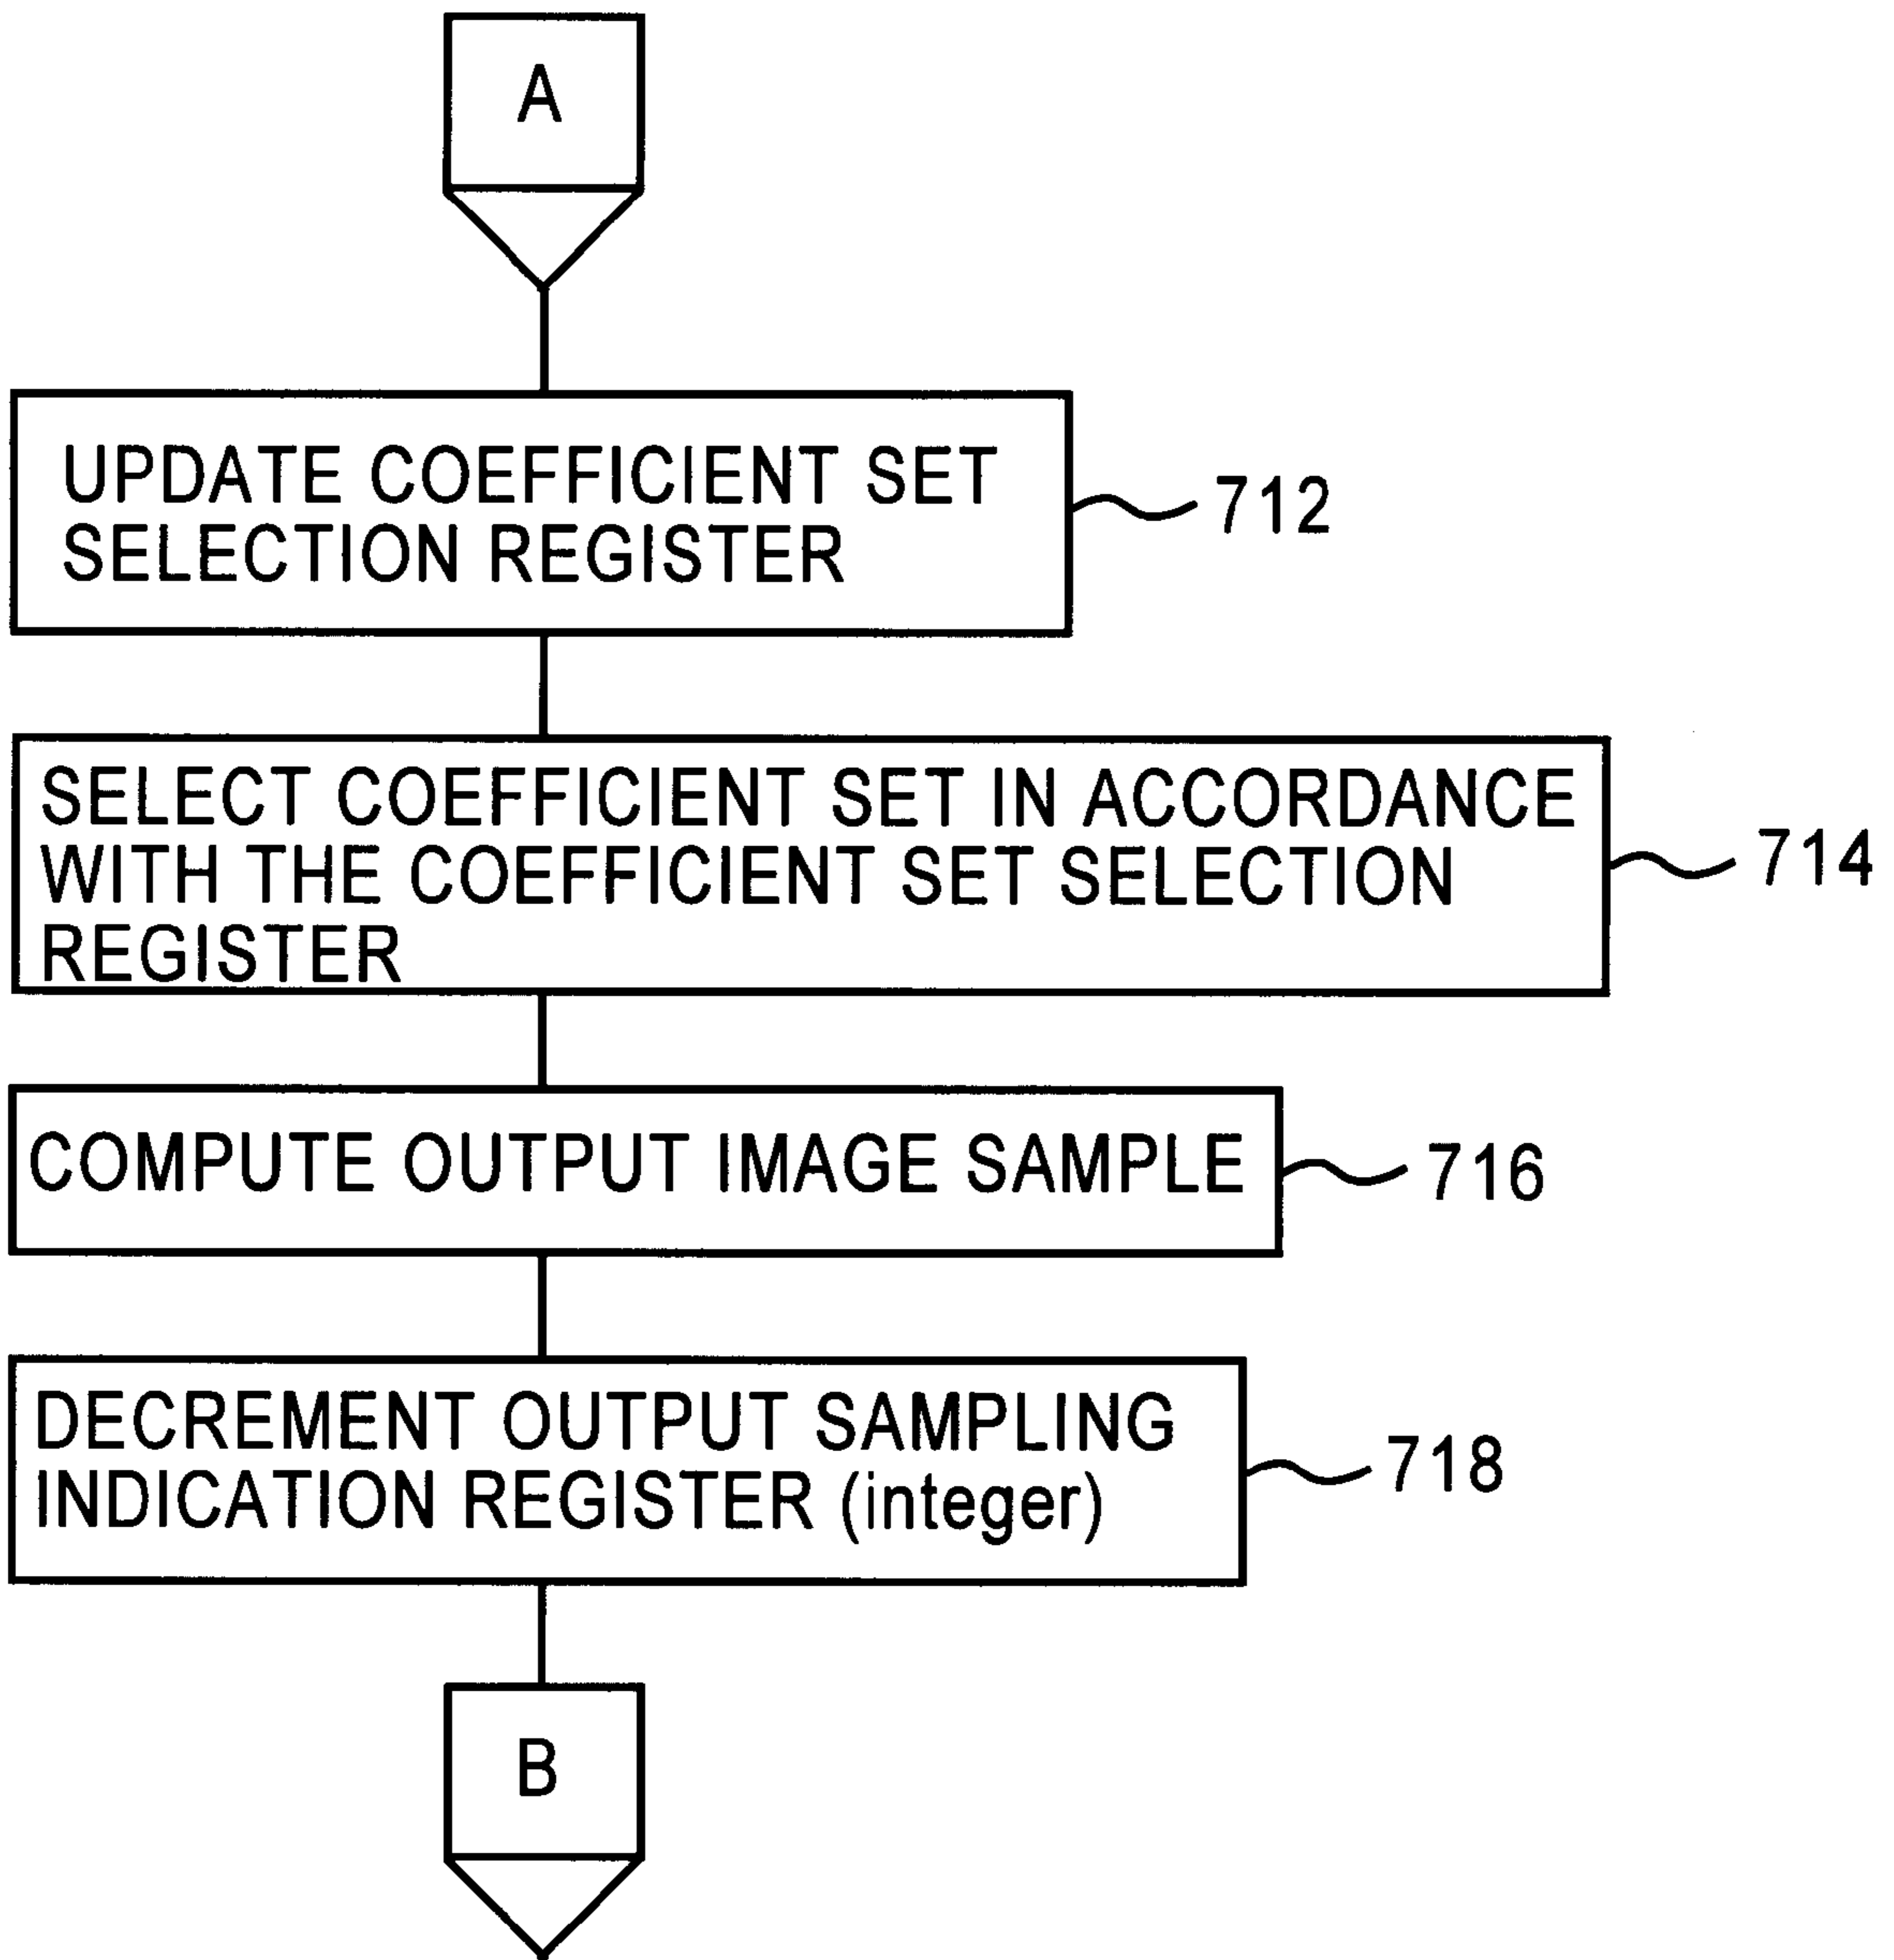 A
UPDATE COEFFICIENT SET
SELECTION REGISTER
712
SELECT COEFFICIENT SET IN ACCORDANCE
WITH THE COEFFICIENT SET SELECTION
REGISTER
714
COMPUTE OUTPUT IMAGE SAMPLE
716
DECREMENT OUTPUT SAMPLING
INDICATION REGISTER (integer)
718
B